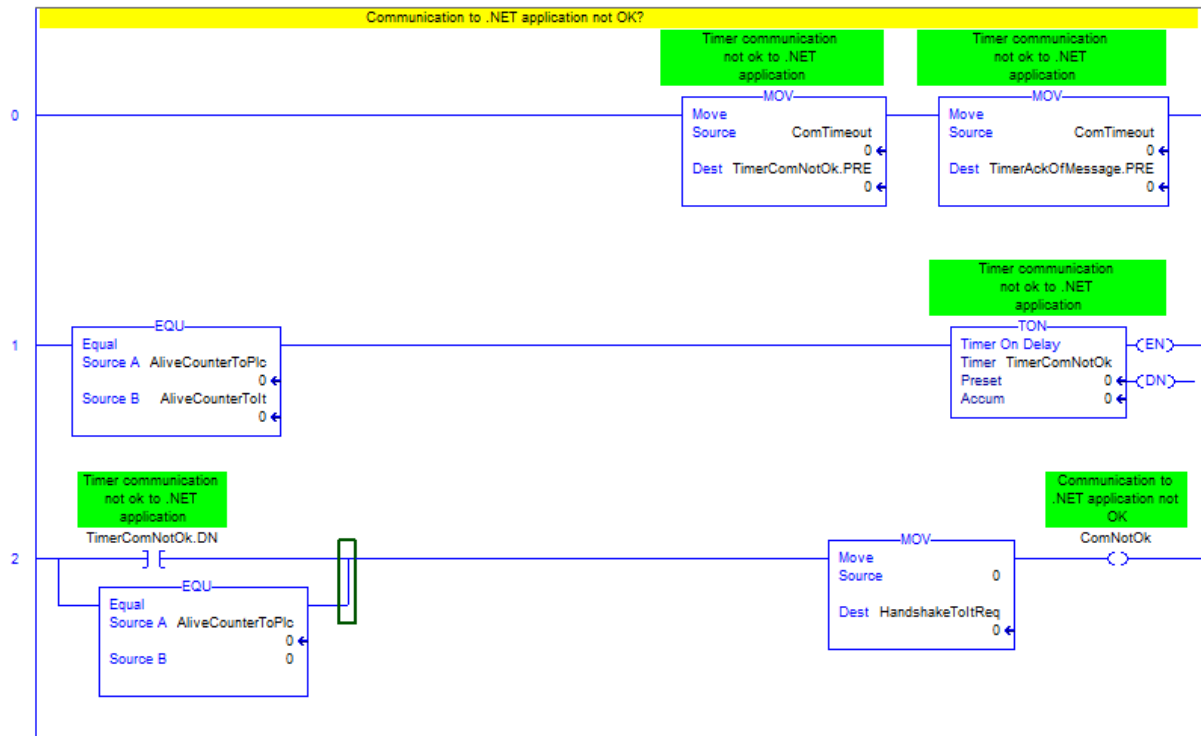 Communication to .NET application not OK?
Timer communication
not ok to .NET
application
Timer communication
not ok to .NET
application
0
MOV
Move
Source ComTimeout
0
Dest TimerComNotOk.PRE
0
MOV
Move
Source ComTimeout
0
Dest TimerAckOfMessage.PRE
0
Timer communication
not ok to .NET
application
1
EQU
Equal
Source A AliveCounterToPlc
0
Source B AliveCounterToIt
0
TON
Timer On Delay
Timer TimerComNotOk
Preset 0
Accum 0
EN
DN
Timer communication
not ok to .NET
application
TimerComNotOk.DN
Communication to
.NET application not
OK
ComNotOk
2
EQU
Equal
Source A AliveCounterToPlc
0
Source B 0
MOV
Move
Source 0
Dest HandshakeToItReq
0